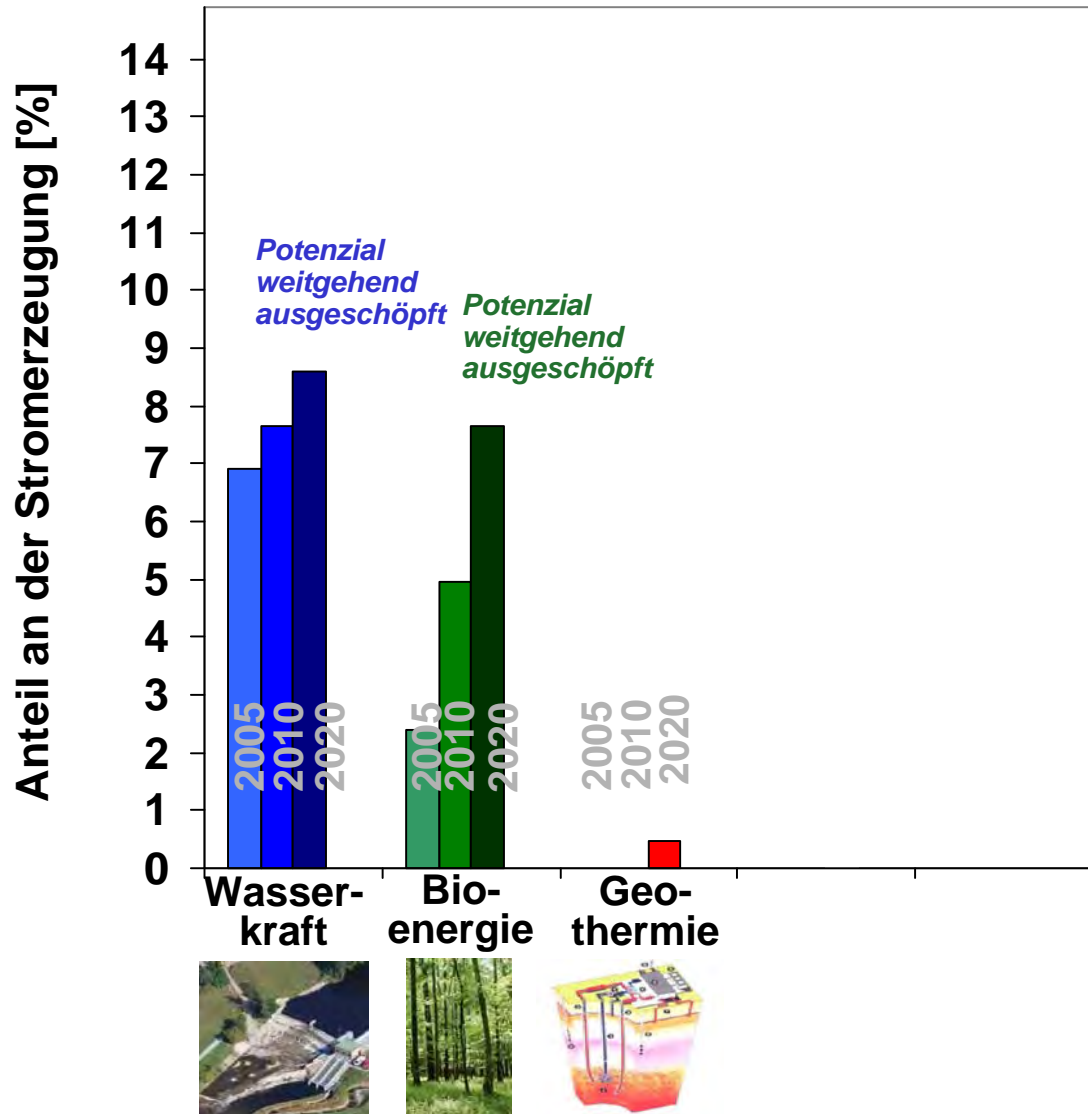 Anteil an der Stromerzeugung [%]
14
13
12
11
10
9
8
7
6
5
4
3
2
1
0
Potenzial
weitgehend
ausgeschöpft
Potenzial
weitgehend
ausgeschöpft
2005
2010
2020
2005
2010
2020
2005
2010
2020
Wasser-
kraft
Bio-
energie
Geo-
thermie